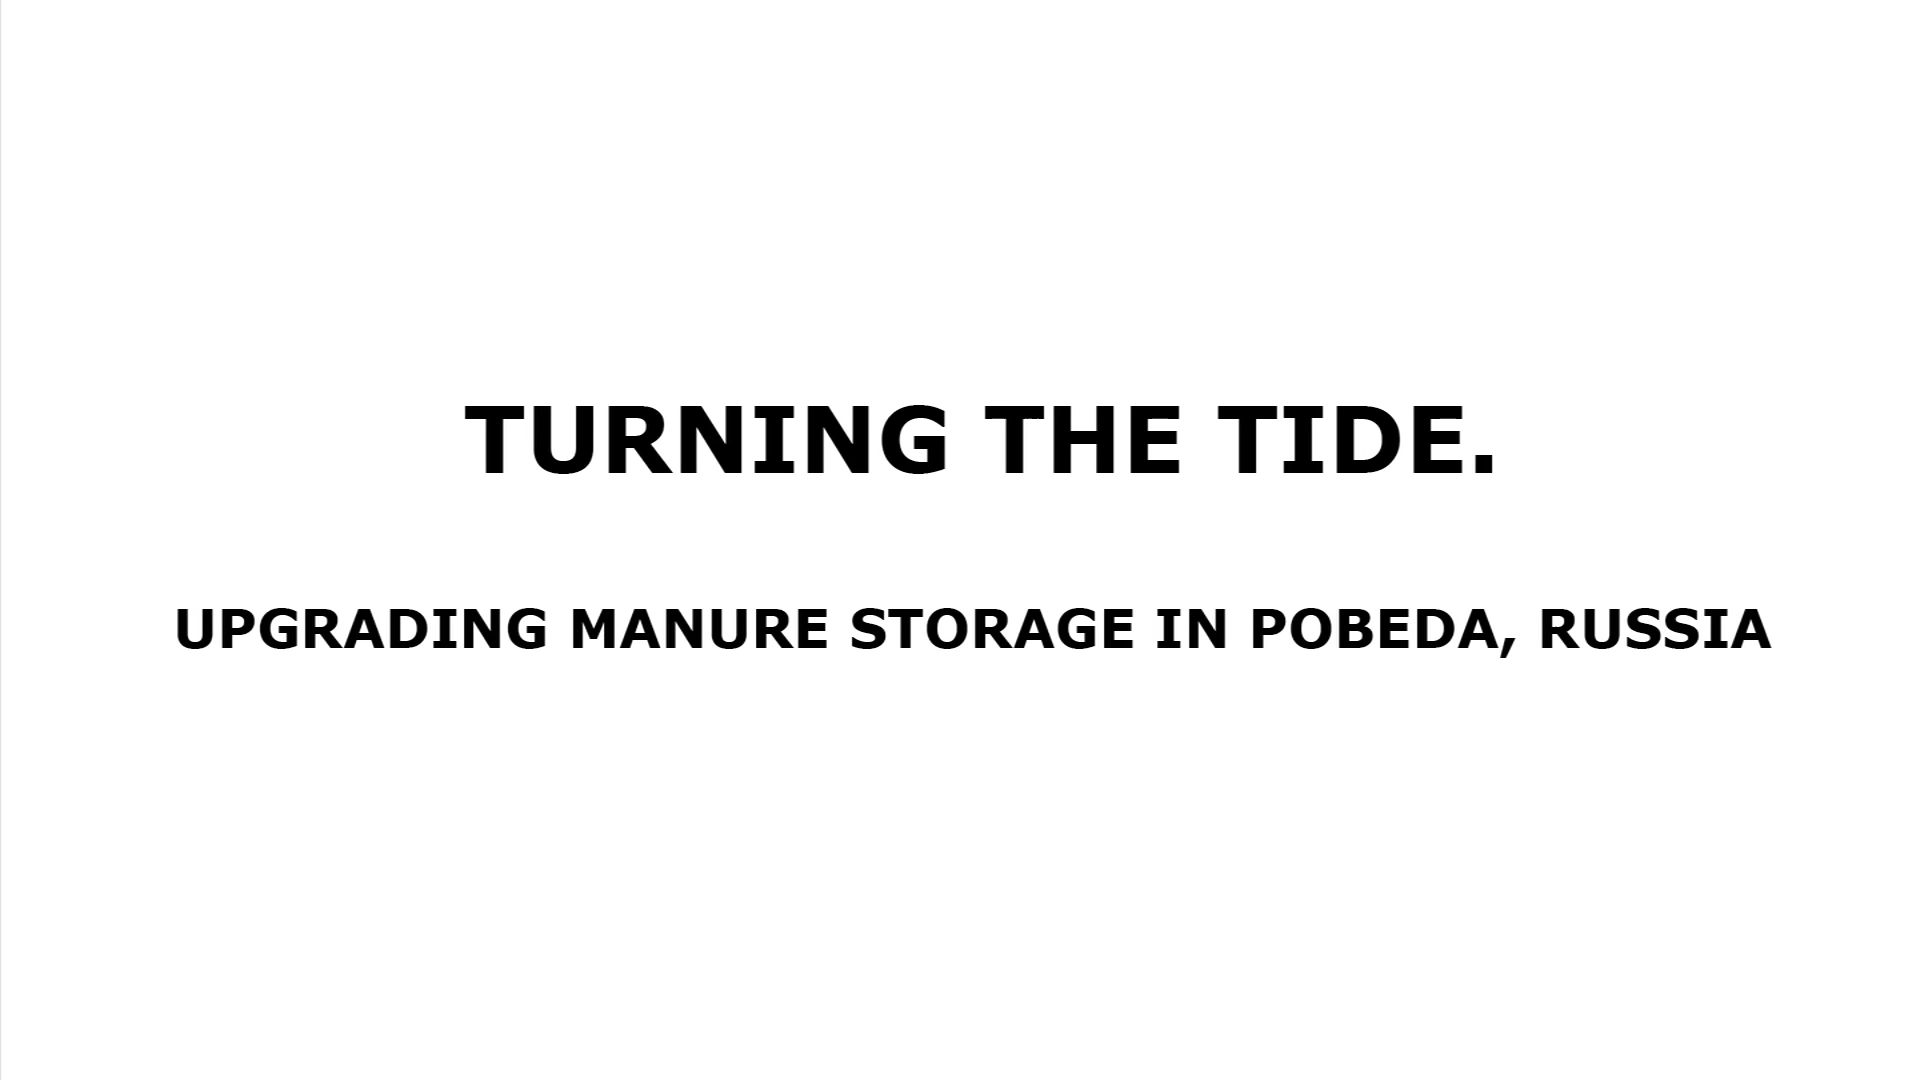 TURNING THE TIDE.
UPGRADING MANURE STORAGE IN POBEDA, RUSSIA